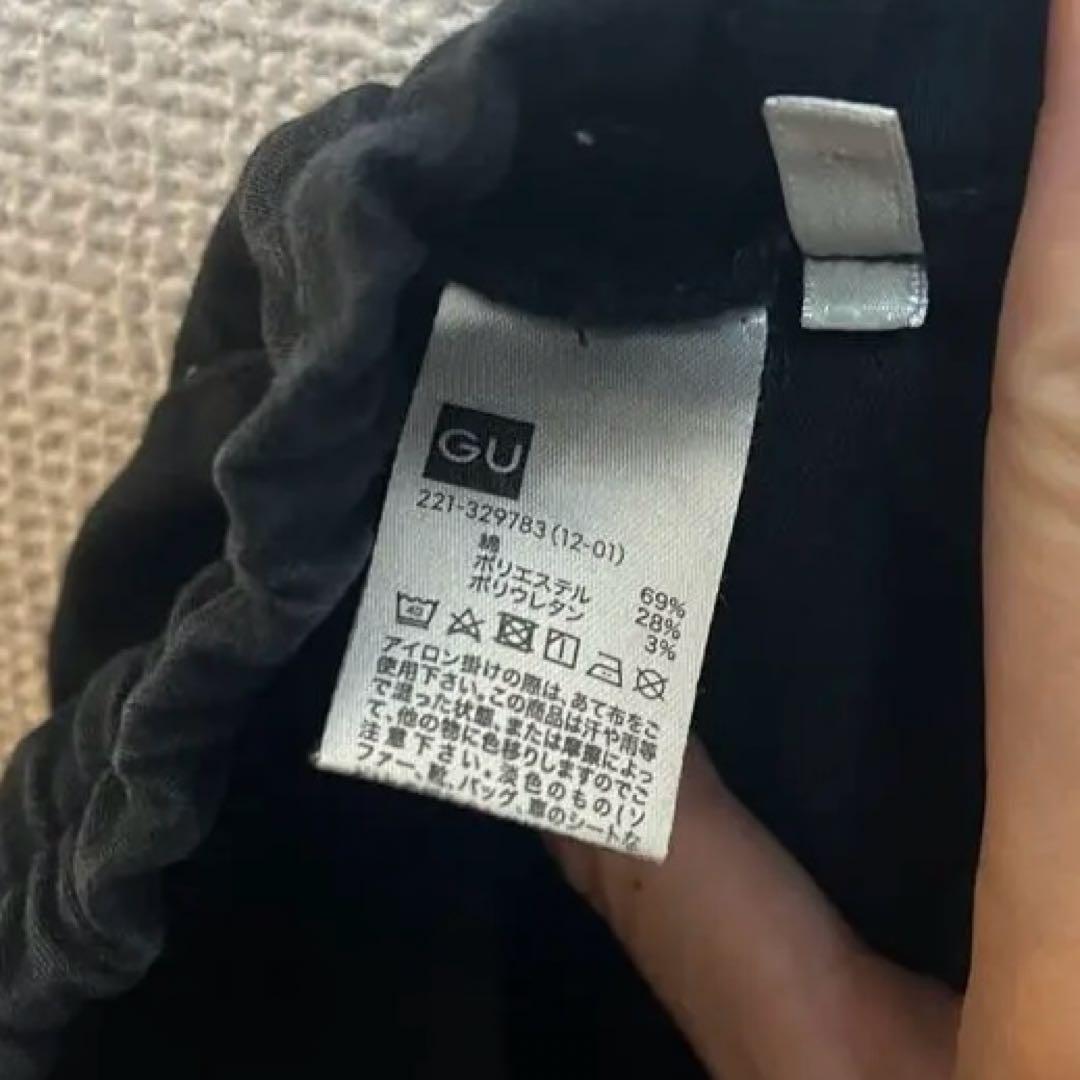 GU
221-329783(12-01)
綿 69%
ポリエステル 28%
ポリウレタン 3%
40
アイロン掛けの際は、あて布をご
使用下さい。この商品は汗や雨等
で湿った状態、または摩擦によっ
て、他の物に色移りしますのでご
注意下さい。淡色のもの(ソ
ファー、靴、バッグ、車のシートな